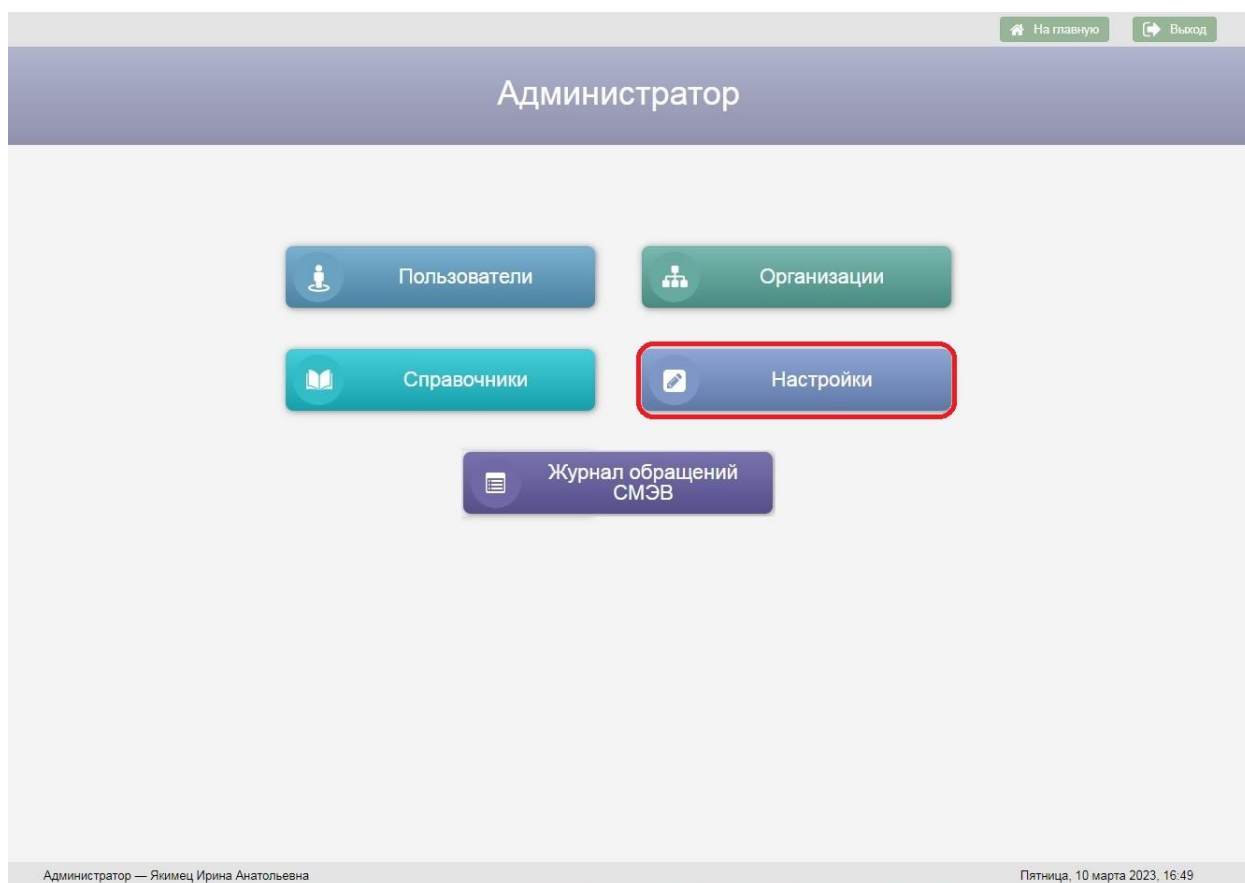 На главную
Выход
Администратор
Пользователи
Организации
Справочники
Настройки
Журнал обращений
СМЭВ
Администратор — Якимец Ирина Анатольевна
Пятница, 10 марта 2023, 16:49